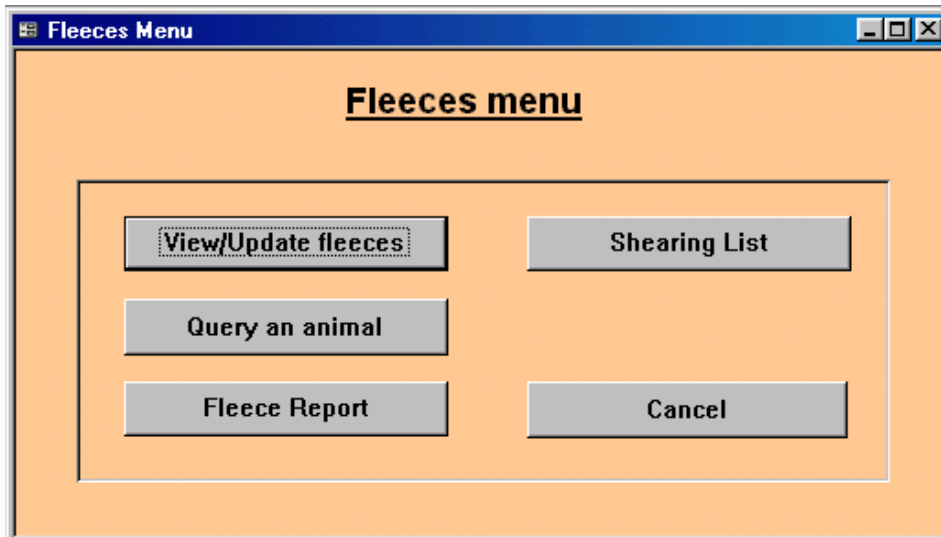 Fleeces Menu
Fleeces menu
View/Update fleeces
Shearing List
Query an animal
Fleece Report
Cancel